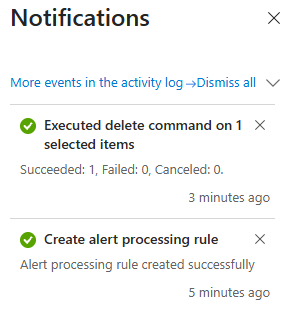 Notifications
More events in the activity log→Dismiss all
Executed delete command on 1
selected items
Succeeded: 1, Failed: 0, Canceled: 0.
3 minutes ago
Create alert processing rule
Alert processing rule created successfully
5 minutes ago